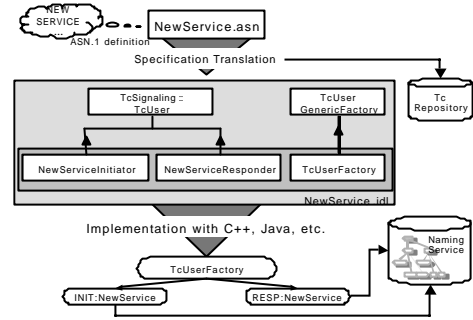 NEW
SERVICE
...
ASN.1 definition
NewService.asn
Specification Translation
Tc
Repository
TcSignaling ::
TcUser
TcUser
GenericFactory
NewServiceInitiator
NewServiceResponder
TcUserFactory
NewService.idl
Implementation with C++, Java, etc.
Naming
Service
TcUserFactory
INIT:NewService
RESP:NewService